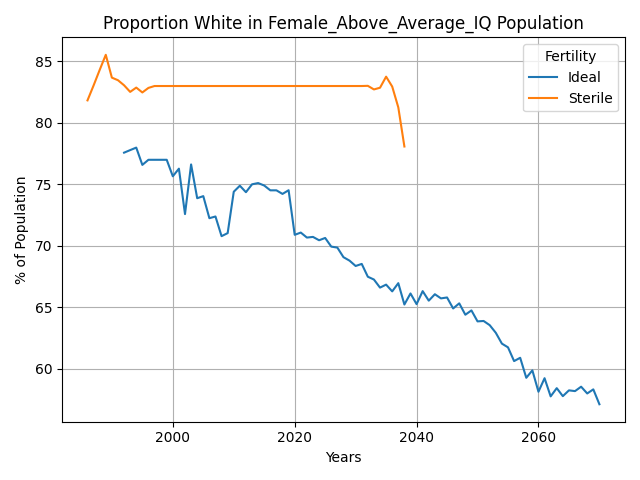 Proportion White in Female_Above_Average_IQ Population
Fertility
Ideal
Sterile
85
80
75
70
65
60
% of Population
2000
2020
2040
2060
Years